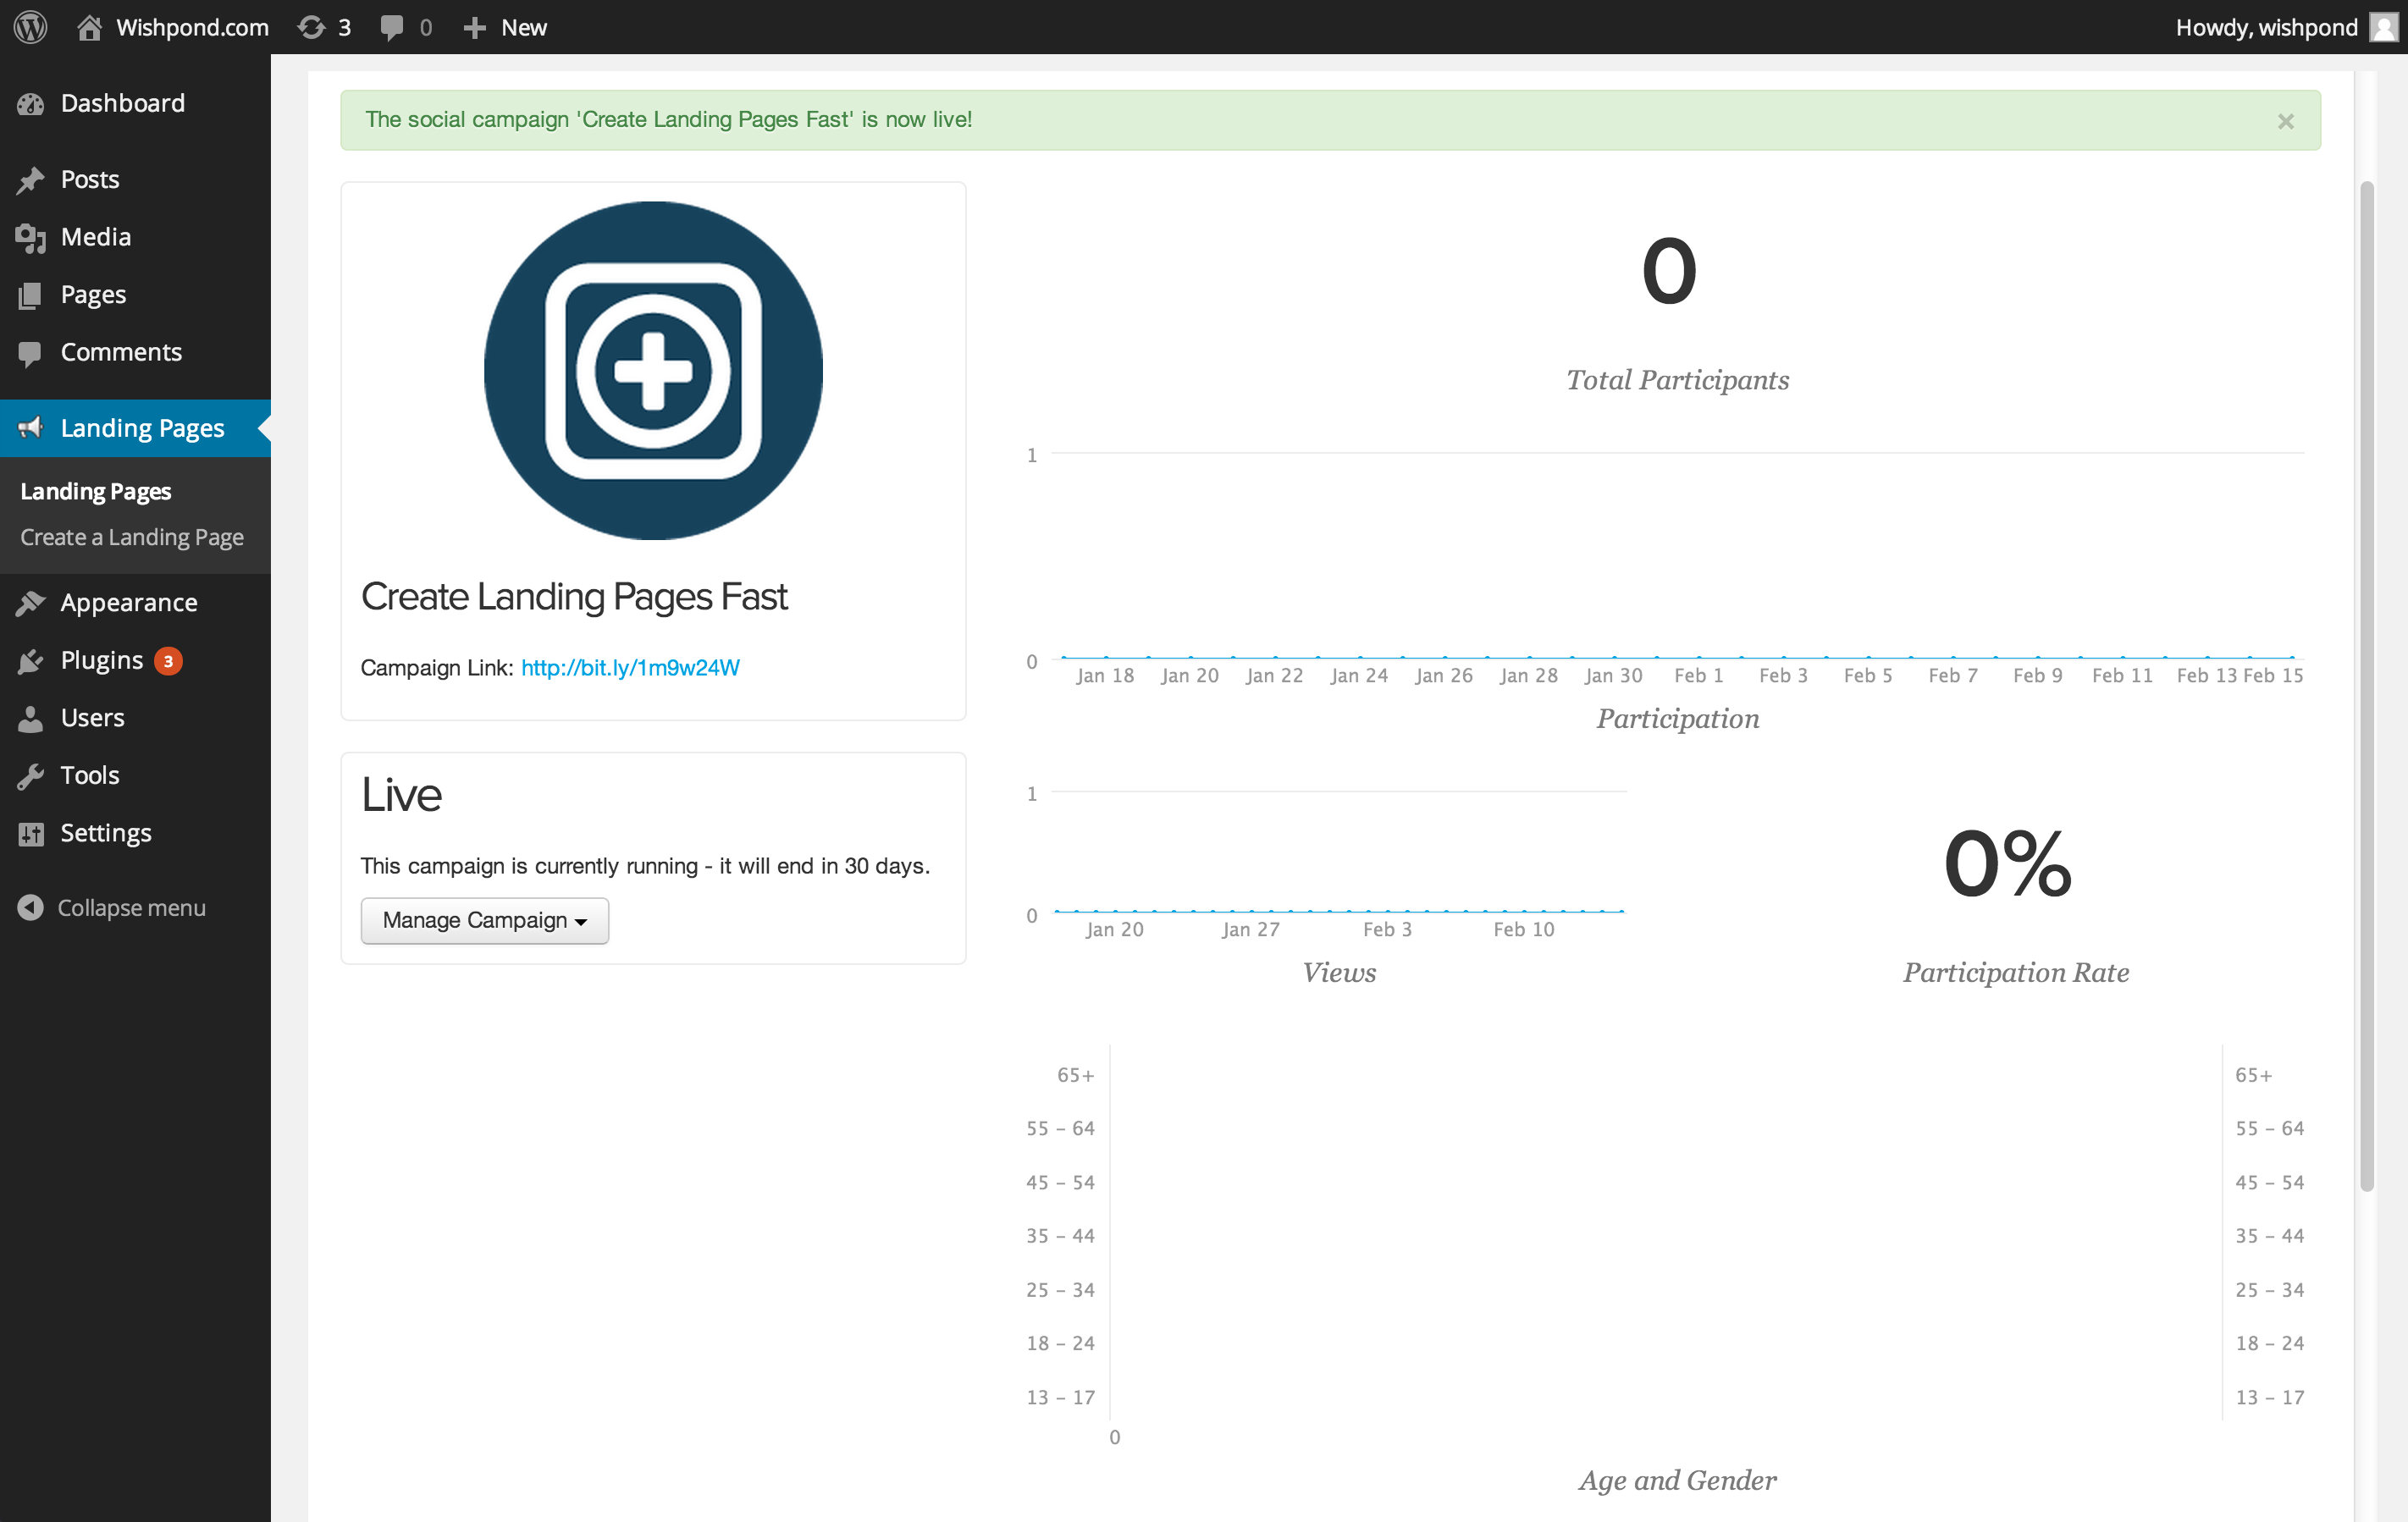 Wishpond.com 3 0 New Howdy, wishpond
Dashboard
Posts
Media
Pages
Comments
Landing Pages
Landing Pages
Create a Landing Page
Appearance
Plugins 3
Users
Tools
Settings
Collapse menu
The social campaign 'Create Landing Pages Fast' is now live! ×
Create Landing Pages Fast
Campaign Link: http://bit.ly/1m9w24W
Live
This campaign is currently running - it will end in 30 days.
Manage Campaign
0
Total Participants
1
0
Jan 18 Jan 20 Jan 22 Jan 24 Jan 26 Jan 28 Jan 30 Feb 1 Feb 3 Feb 5 Feb 7 Feb 9 Feb 11 Feb 13 Feb 15
Participation
1
0
Jan 20 Jan 27 Feb 3 Feb 10
Views
0%
Participation Rate
65+ 65+
55 – 64 55 – 64
45 – 54 45 – 54
35 – 44 35 – 44
25 – 34 25 – 34
18 – 24 18 – 24
13 – 17 13 – 17
0
Age and Gender